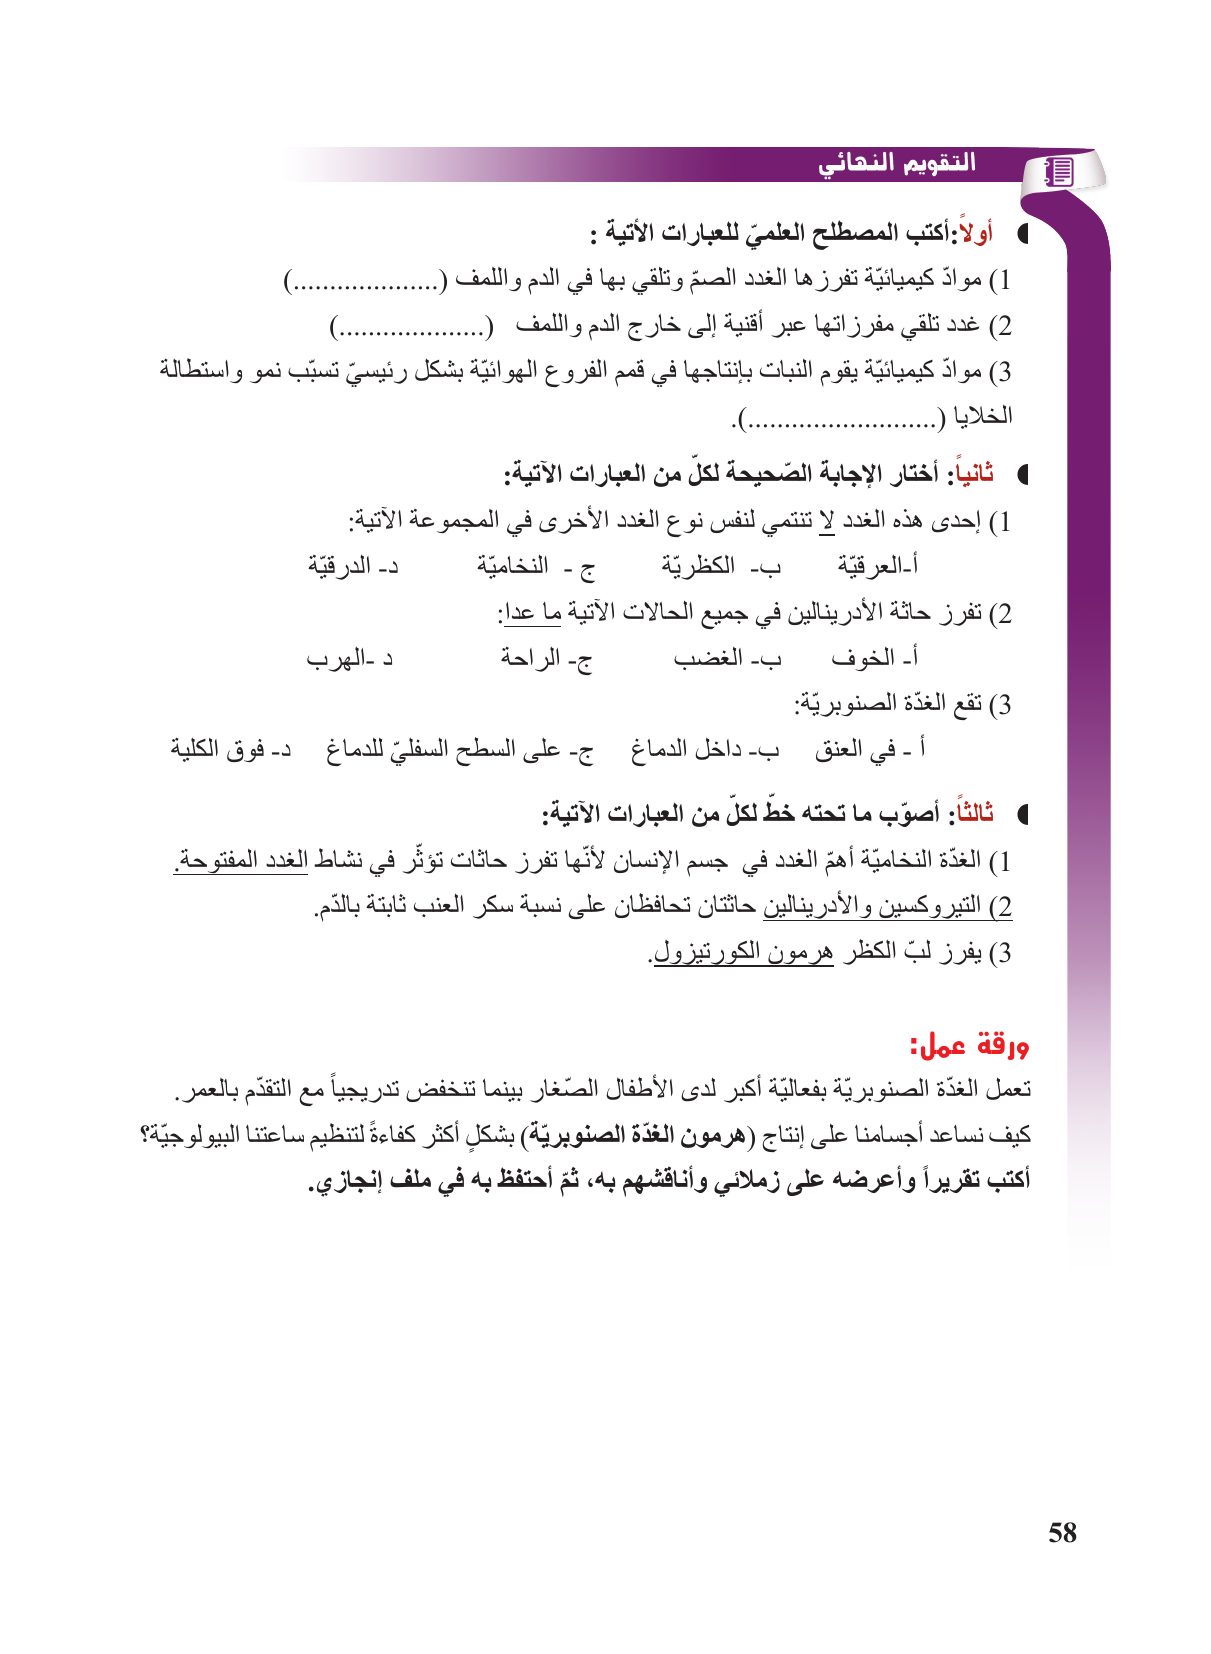 التقويم النهائي
أولاً:أكتب المصطلح العلميّ للعبارات الأتية :
1) موادّ كيميائيّة تفرزها الغدد الصمّ وتلقي بها في الدم واللمف (....................)
2) غدد تلقي مفرزاتها عبر أقنية إلى خارج الدم واللمف (....................)
3) موادّ كيميائيّة يقوم النبات بإنتاجها في قمم الفروع الهوائيّة بشكل رئيسيّ تسبّب نمو واستطالة
الخلايا (..........................).
ثانياً: أختار الإجابة الصّحيحة لكلّ من العبارات الآتية:
1) إحدى هذه الغدد لا تنتمي لنفس نوع الغدد الأخرى في المجموعة الآتية:
أ-العرقيّة ب- الكظريّة ج - النخاميّة د- الدرقيّة
2) تفرز حاثة الأدرينالين في جميع الحالات الآتية ما عدا:
أ- الخوف ب- الغضب ج- الراحة د -الهرب
3) تقع الغدّة الصنوبريّة:
أ - في العنق ب- داخل الدماغ ج- على السطح السفليّ للدماغ د- فوق الكلية
ثالثاً: أصوّب ما تحته خطّ لكلّ من العبارات الآتية:
1) الغدّة النخاميّة أهمّ الغدد في جسم الإنسان لأنّها تفرز حاثات تؤثّر في نشاط الغدد المفتوحة.
2) التيروكسين والأدرينالين حاثتان تحافظان على نسبة سكر العنب ثابتة بالدّم.
3) يفرز لبّ الكظر هرمون الكورتيزول.
ورقة عمل:
تعمل الغدّة الصنوبريّة بفعاليّة أكبر لدى الأطفال الصّغار بينما تنخفض تدريجياً مع التقدّم بالعمر.
كيف نساعد أجسامنا على إنتاج (هرمون الغدّة الصنوبريّة) بشكلٍ أكثر كفاءةً لتنظيم ساعتنا البيولوجيّة؟
أكتب تقريراً وأعرضه على زملائي وأناقشهم به، ثمّ أحتفظ به في ملف إنجازي.
58